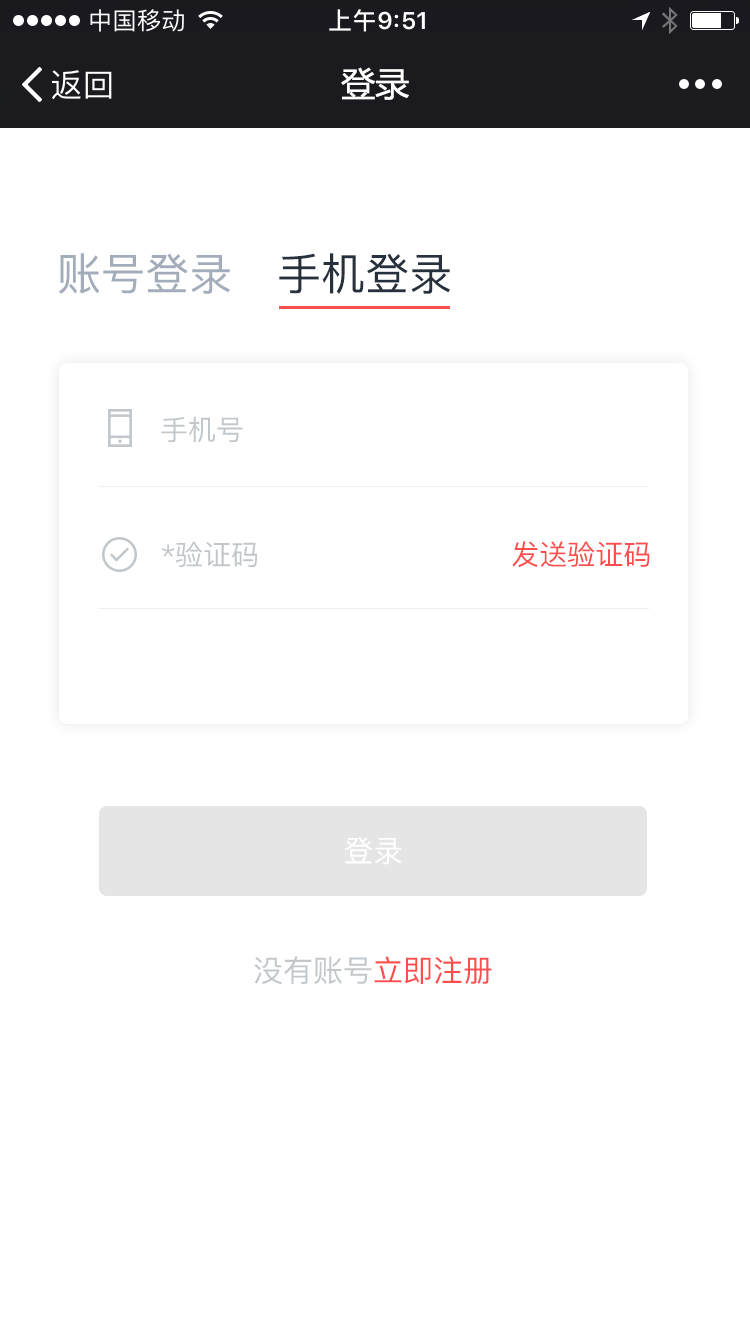 中国移动 上午9:51
返回 登录
账号登录 手机登录
手机号
*验证码 发送验证码
登录
没有账号立即注册